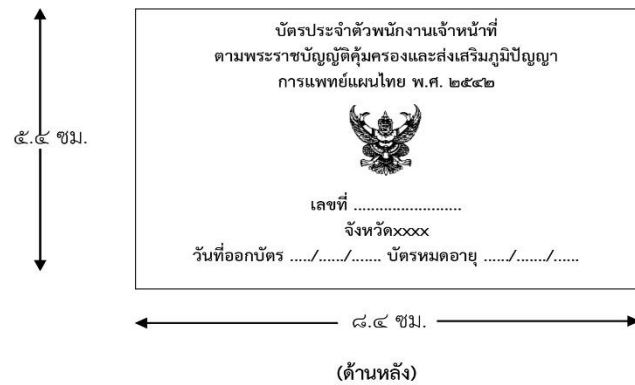 บัตรประจำตัวพนักงานเจ้าหน้าที่
ตามพระราชบัญญัติคุ้มครองและส่งเสริมภูมิปัญญา
การแพทย์แผนไทย พ.ศ. ๒๕๔๒
๕.๔ ซม.
เลขที่ .........................
จังหวัดxxxx
วันที่ออกบัตร ...../....../....... บัตรหมดอายุ ....../......./......
๘.๔ ซม.
(ด้านหลัง)